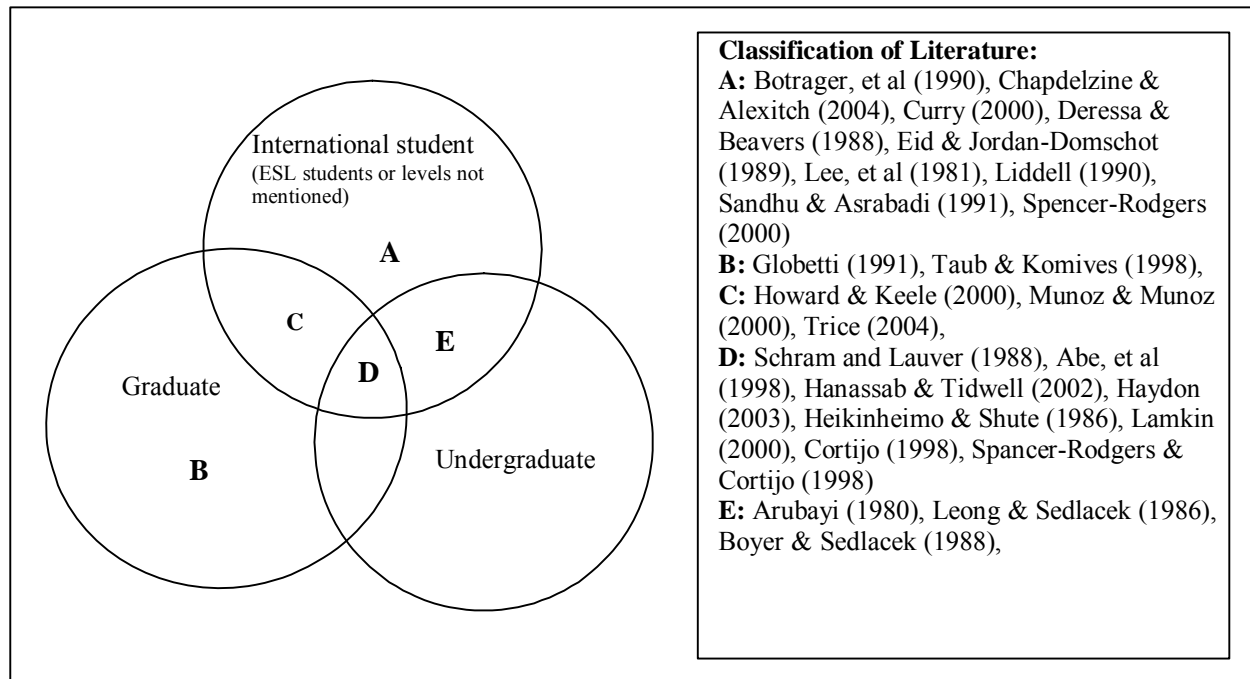 International student
(ESL students or levels not
mentioned)
A
C
E
D
Graduate
B
Undergraduate
Classification of Literature:
A: Botrager, et al (1990), Chapdelzine &
Alexitch (2004), Curry (2000), Deressa &
Beavers (1988), Eid & Jordan-Domschot
(1989), Lee, et al (1981), Liddell (1990),
Sandhu & Asrabadi (1991), Spencer-Rodgers
(2000)
B: Globetti (1991), Taub & Komives (1998),
C: Howard & Keele (2000), Munoz & Munoz
(2000), Trice (2004),
D: Schram and Lauver (1988), Abe, et al
(1998), Hanassab & Tidwell (2002), Haydon
(2003), Heikinheimo & Shute (1986), Lamkin
(2000), Cortijo (1998), Spancer-Rodgers &
Cortijo (1998)
E: Arubayi (1980), Leong & Sedlacek (1986),
Boyer & Sedlacek (1988),